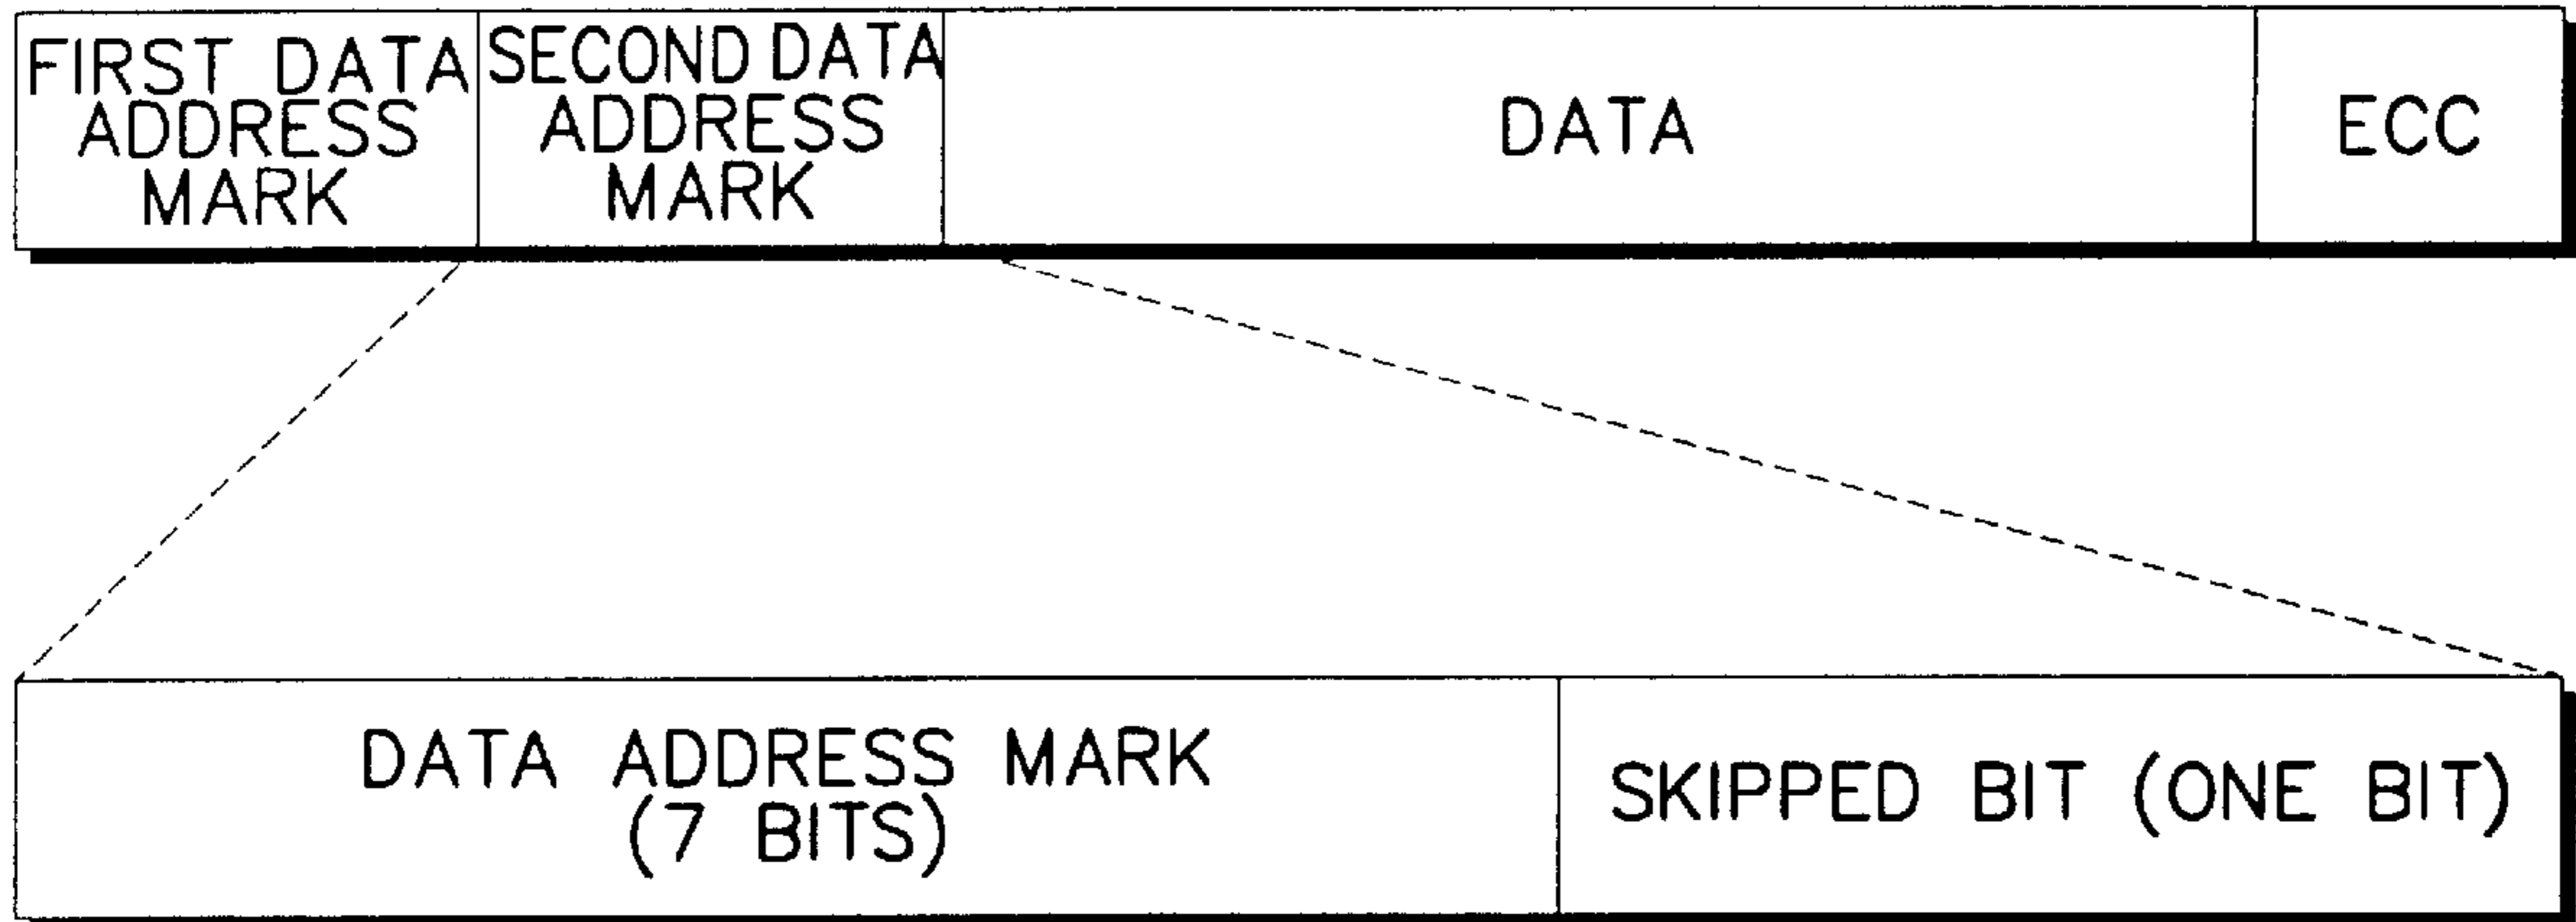 FIRST DATA
ADDRESS
MARK
SECOND DATA
ADDRESS
MARK
DATA
ECC
DATA ADDRESS MARK
(7 BITS)
SKIPPED BIT (ONE BIT)